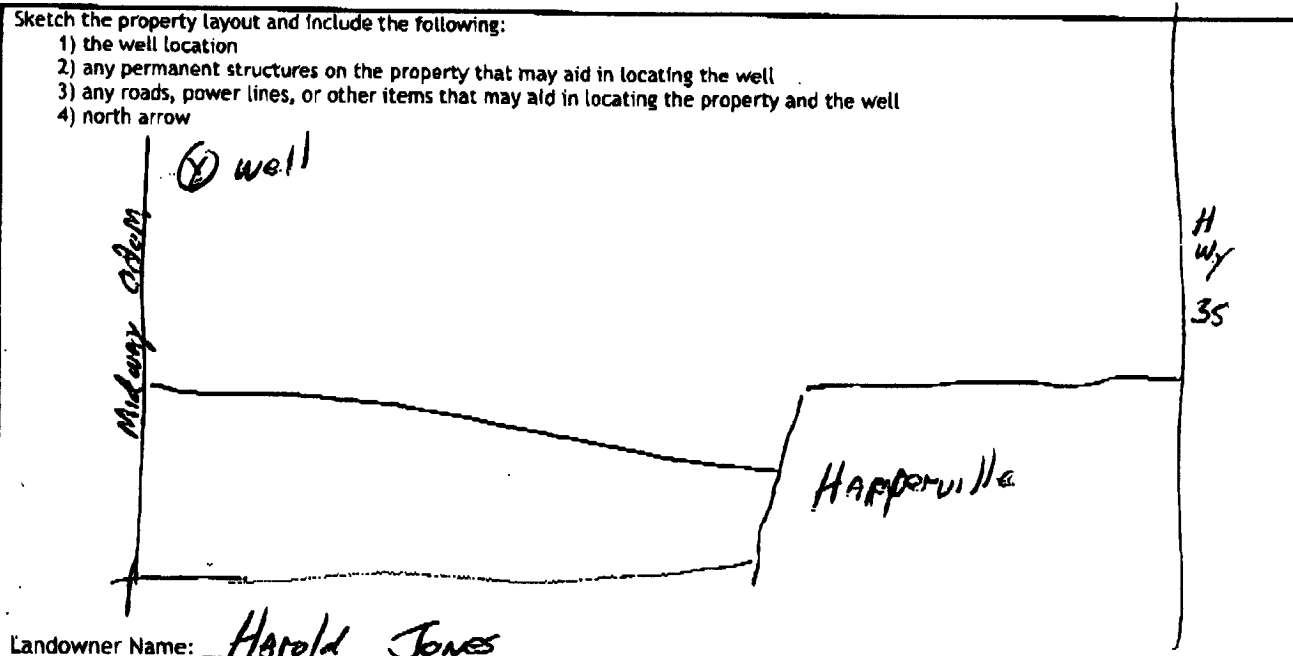 Sketch the property layout and include the following:
1) the well location
2) any permanent structures on the property that may aid in locating the well
3) any roads, power lines, or other items that may aid in locating the property and the well
4) north arrow
X well
Midway Odom
H
Wy
35
Harperville
Landowner Name: Harold Jones